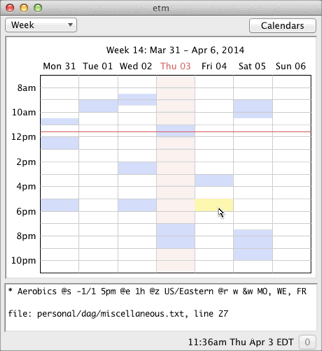 etm
Week
Calendars
Week 14: Mar 31 - Apr 6, 2014
Mon 31 Tue 01 Wed 02 Thu 03 Fri 04 Sat 05 Sun 06
8am
10am
12pm
2pm
4pm
6pm
8pm
10pm
* Aerobics @s -1/1 5pm @e 1h @z US/Eastern @r w &w MO, WE, FR
file: personal/dag/miscellaneous.txt, line 27
11:36am Thu Apr 3 EDT
0